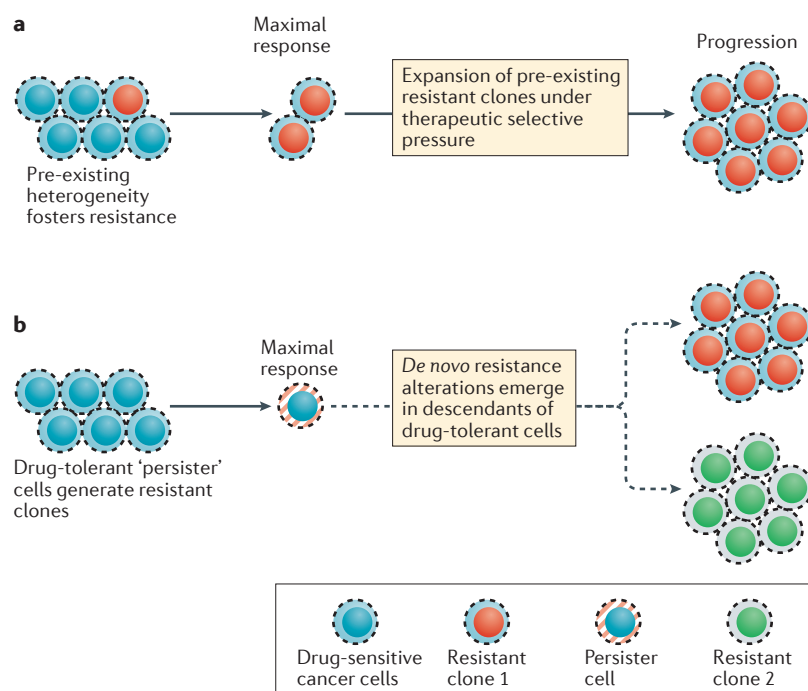 a
Maximal
response
Progression
Expansion of pre-existing
resistant clones under
therapeutic selective
pressure
Pre-existing
heterogeneity
fosters resistance
b
Maximal
response
De novo resistance
alterations emerge
in descendants of
drug-tolerant cells
Drug-tolerant ‘persister’
cells generate resistant
clones
Drug-sensitive
cancer cells
Resistant
clone 1
Persister
cell
Resistant
clone 2